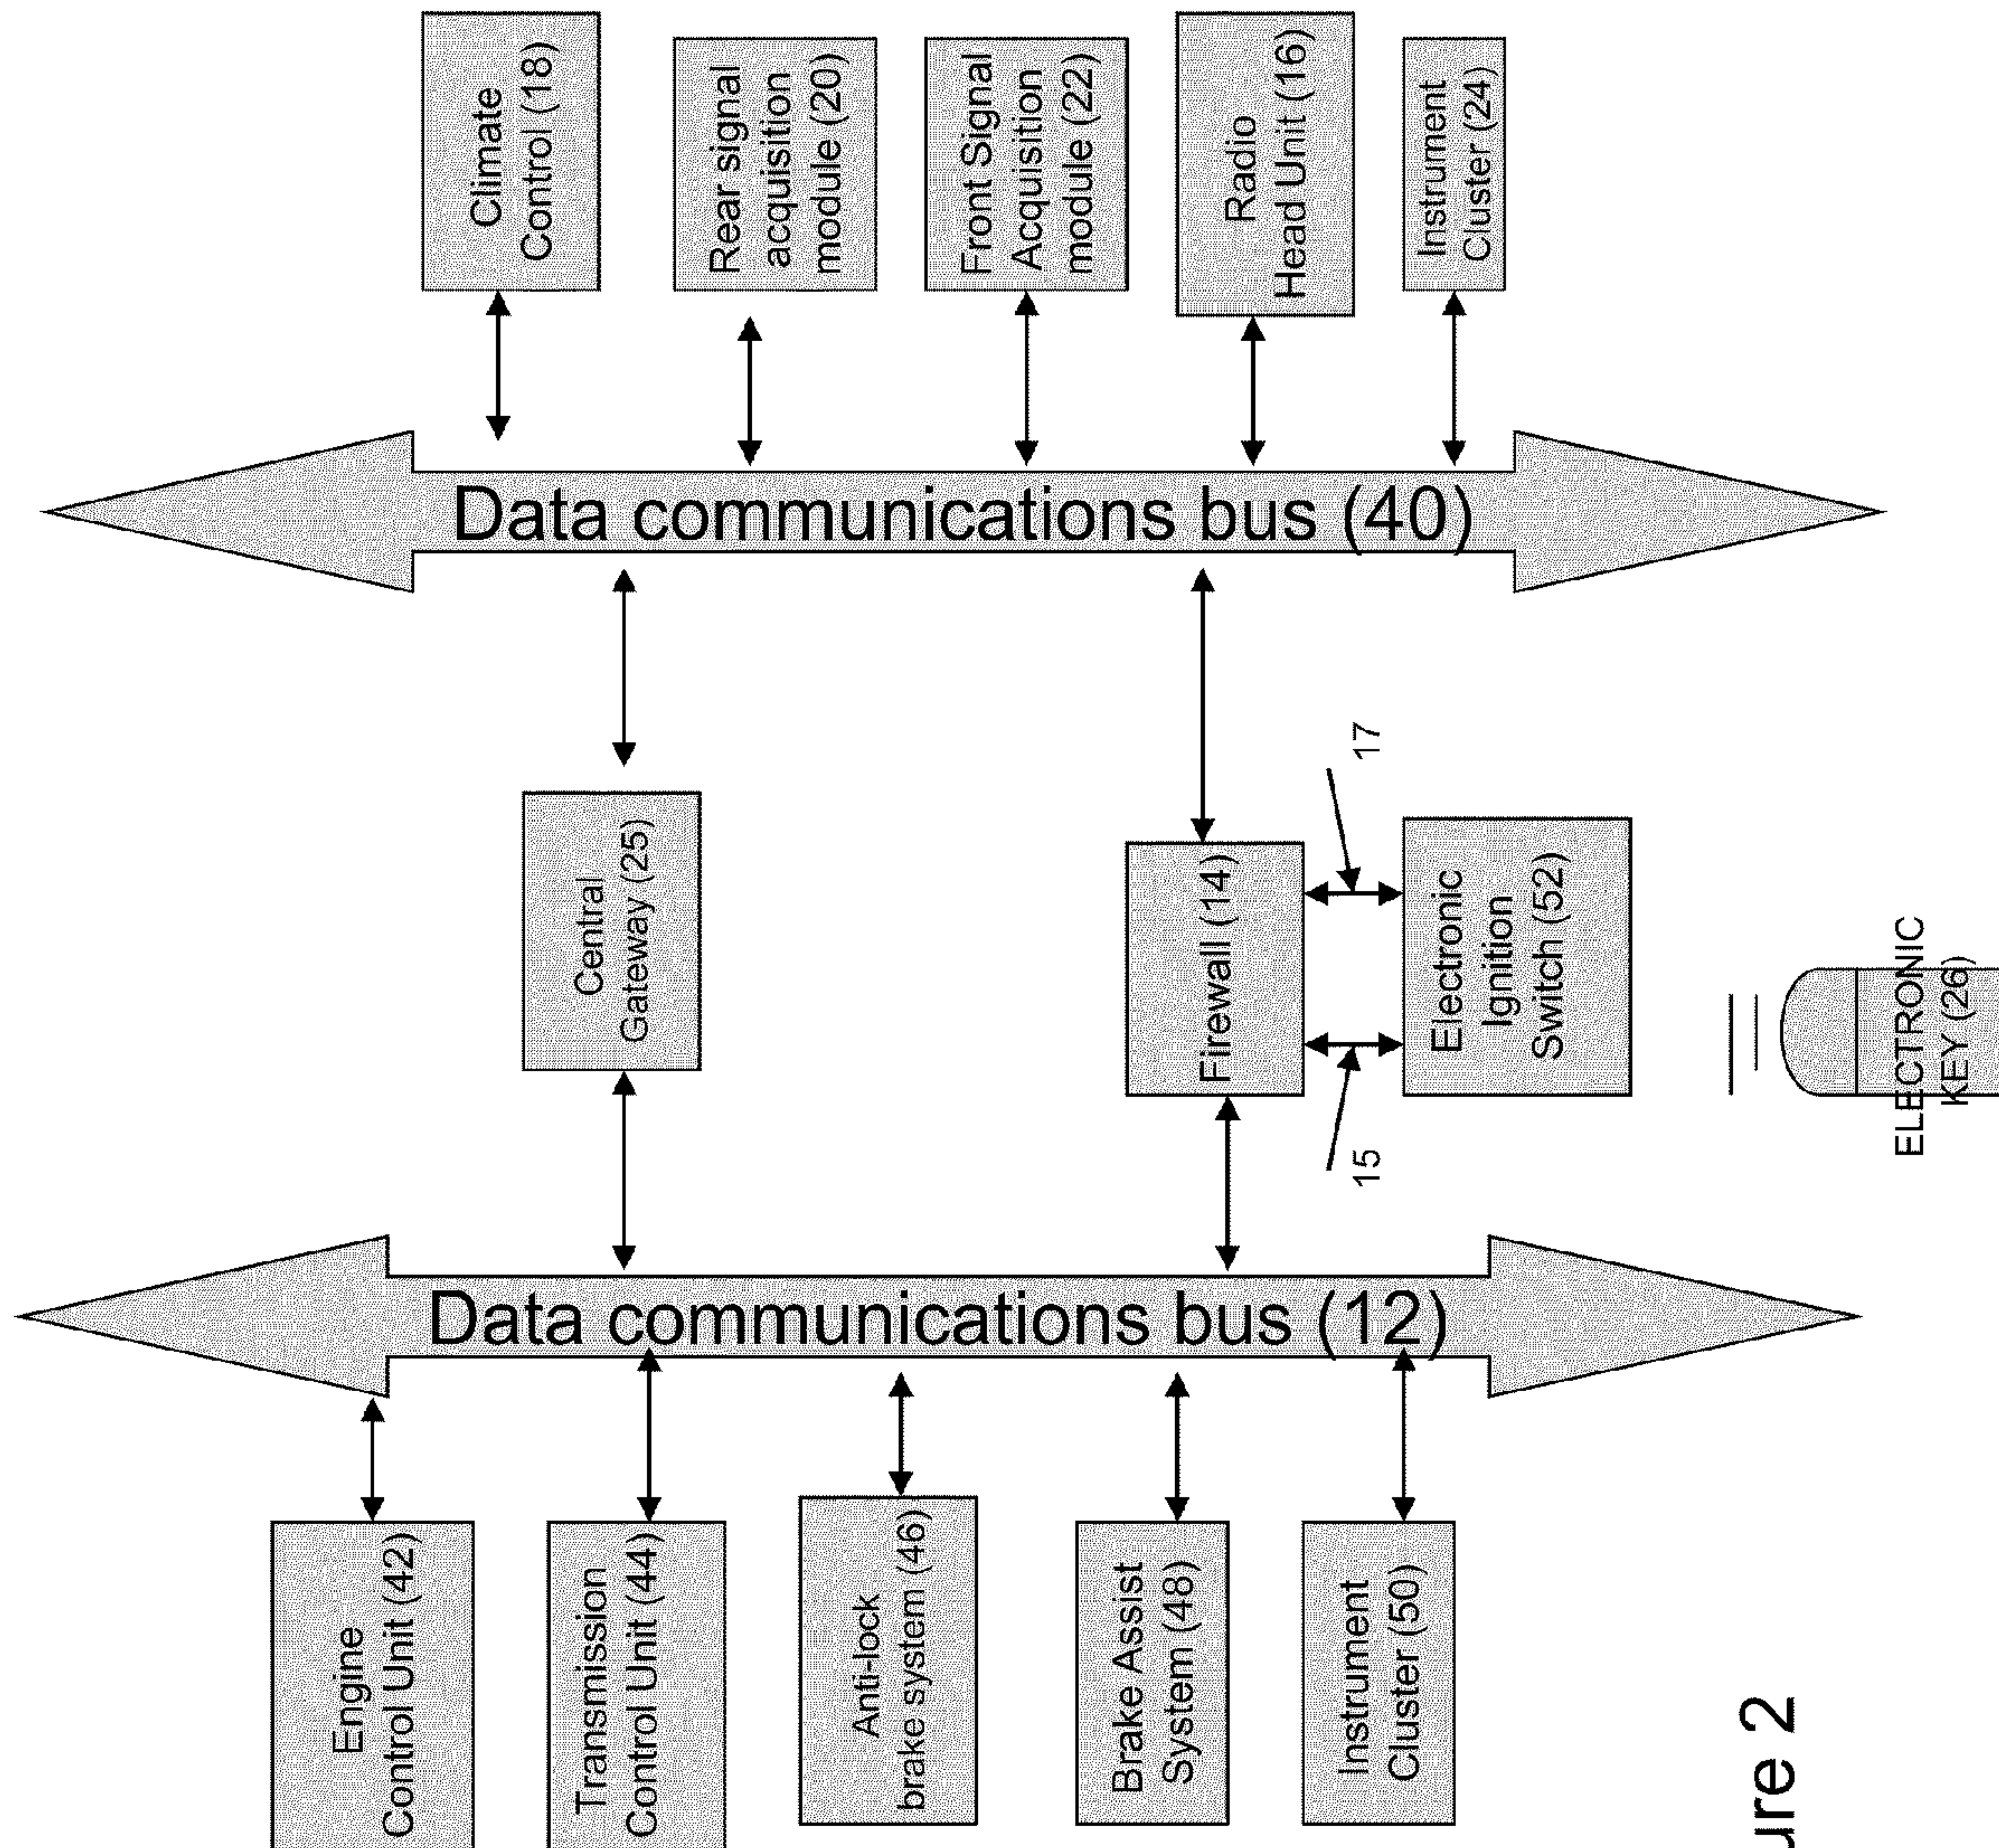 Engine
Control Unit (42)
Transmission
Control Unit (44)
Anti-lock
brake system (46)
Brake Assist
System (48)
Instrument
Cluster (50)
Data communications bus (12)
Central
Gateway (25)
Firewall (14)
15
17
Electronic
Ignition
Switch (52)
ELECTRONIC
KEY (26)
Data communications bus (40)
Climate
Control (18)
Rear signal
acquisition
module (20)
Front Signal
Acquisition
module (22)
Radio
Head Unit (16)
Instrument
Cluster (24)
ure 2